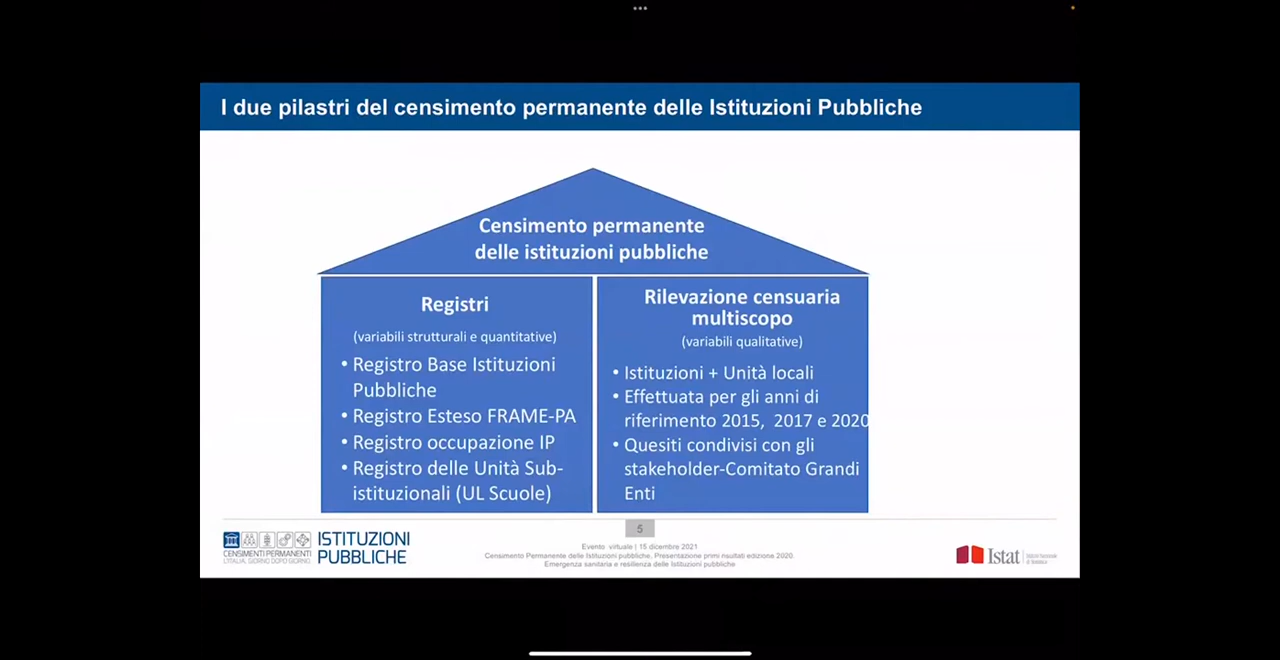 I due pilastri del censimento permanente delle Istituzioni Pubbliche
Censimento permanente
delle istituzioni pubbliche
Registri
(variabili strutturali e quantitative)
• Registro Base Istituzioni
Pubbliche
• Registro Esteso FRAME-PA
• Registro occupazione IP
• Registro delle Unità Sub-
istituzionali (UL Scuole)
Rilevazione censuaria
multiscopo
(variabili qualitative)
• Istituzioni + Unità locali
• Effettuata per gli anni di
riferimento 2015, 2017 e 2020
• Quesiti condivisi con gli
stakeholder-Comitato Grandi
Enti
5
CENSIMENTI PERMANENTI
L'ITALIA, GIORNO DOPO GIORNO
ISTITUZIONI
PUBBLICHE
Evento virtuale | 15 dicembre 2021
Censimento Permanente delle Istituzioni pubbliche, Presentazione primi risultati edizione 2020
Emergenza sanitaria e resilienza delle Istituzioni pubbliche
Istat